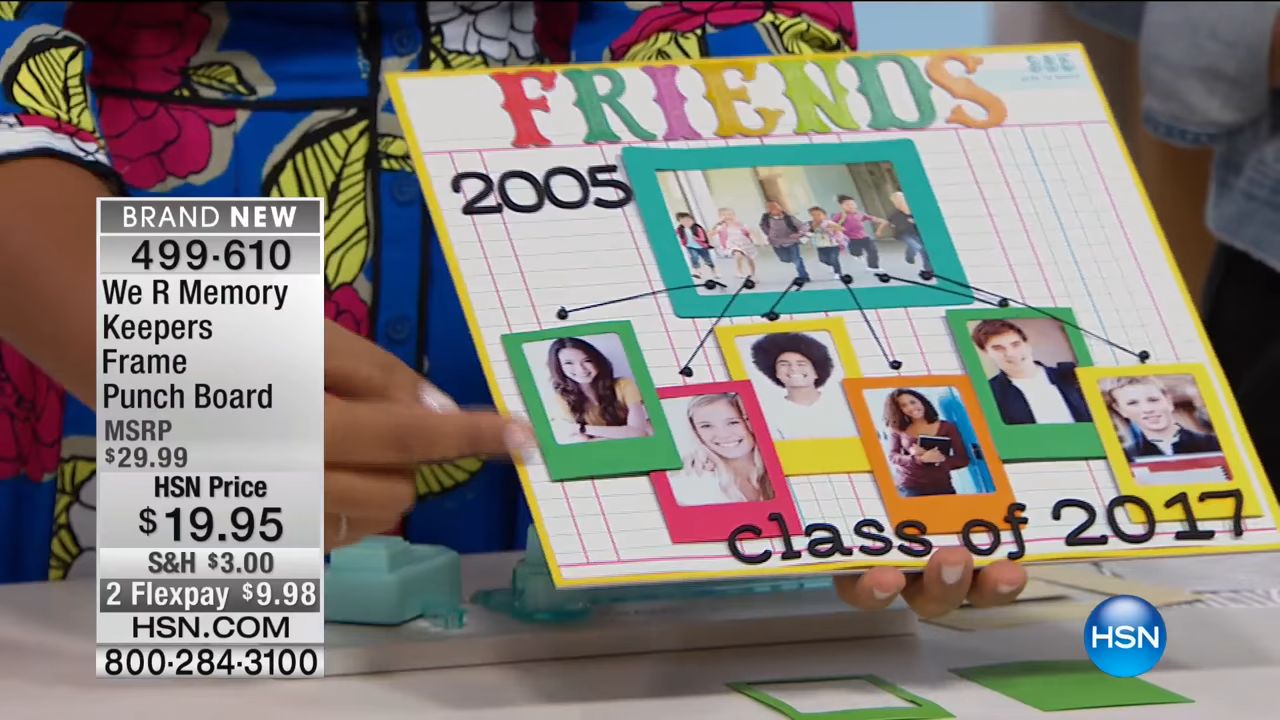 BRAND NEW
499-610
We R Memory
Keepers
Frame
Punch Board
MSRP
$29.99
HSN Price
$19.95
S&H $3.00
2 Flexpay $9.98
HSN.COM
800-284-3100
FRIENDS
2005
class of 2017
HSN